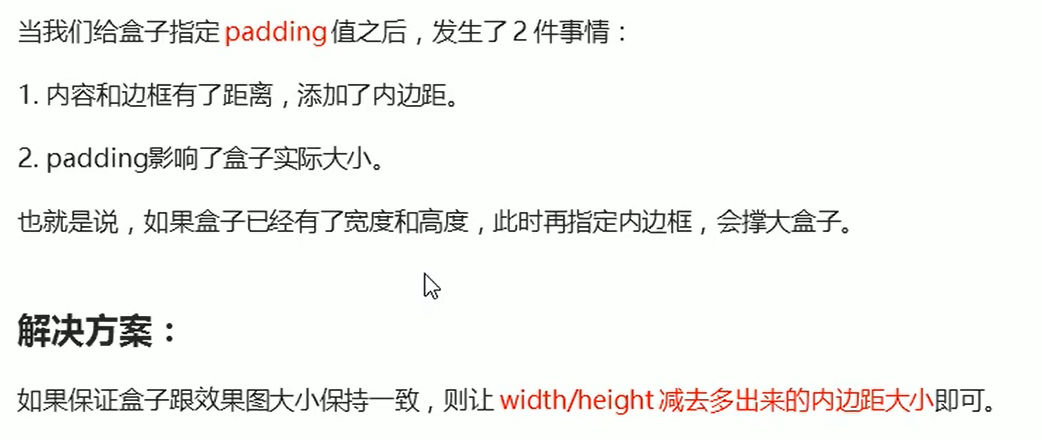 当我们给盒子指定 padding 值之后，发生了 2 件事情：
1. 内容和边框有了距离，添加了内边距。
2. padding影响了盒子实际大小。
也就是说，如果盒子已经有了宽度和高度，此时再指定内边框，会撑大盒子。
解决方案：
如果保证盒子跟效果图大小保持一致，则让 width/height 减去多出来的内边距大小即可。